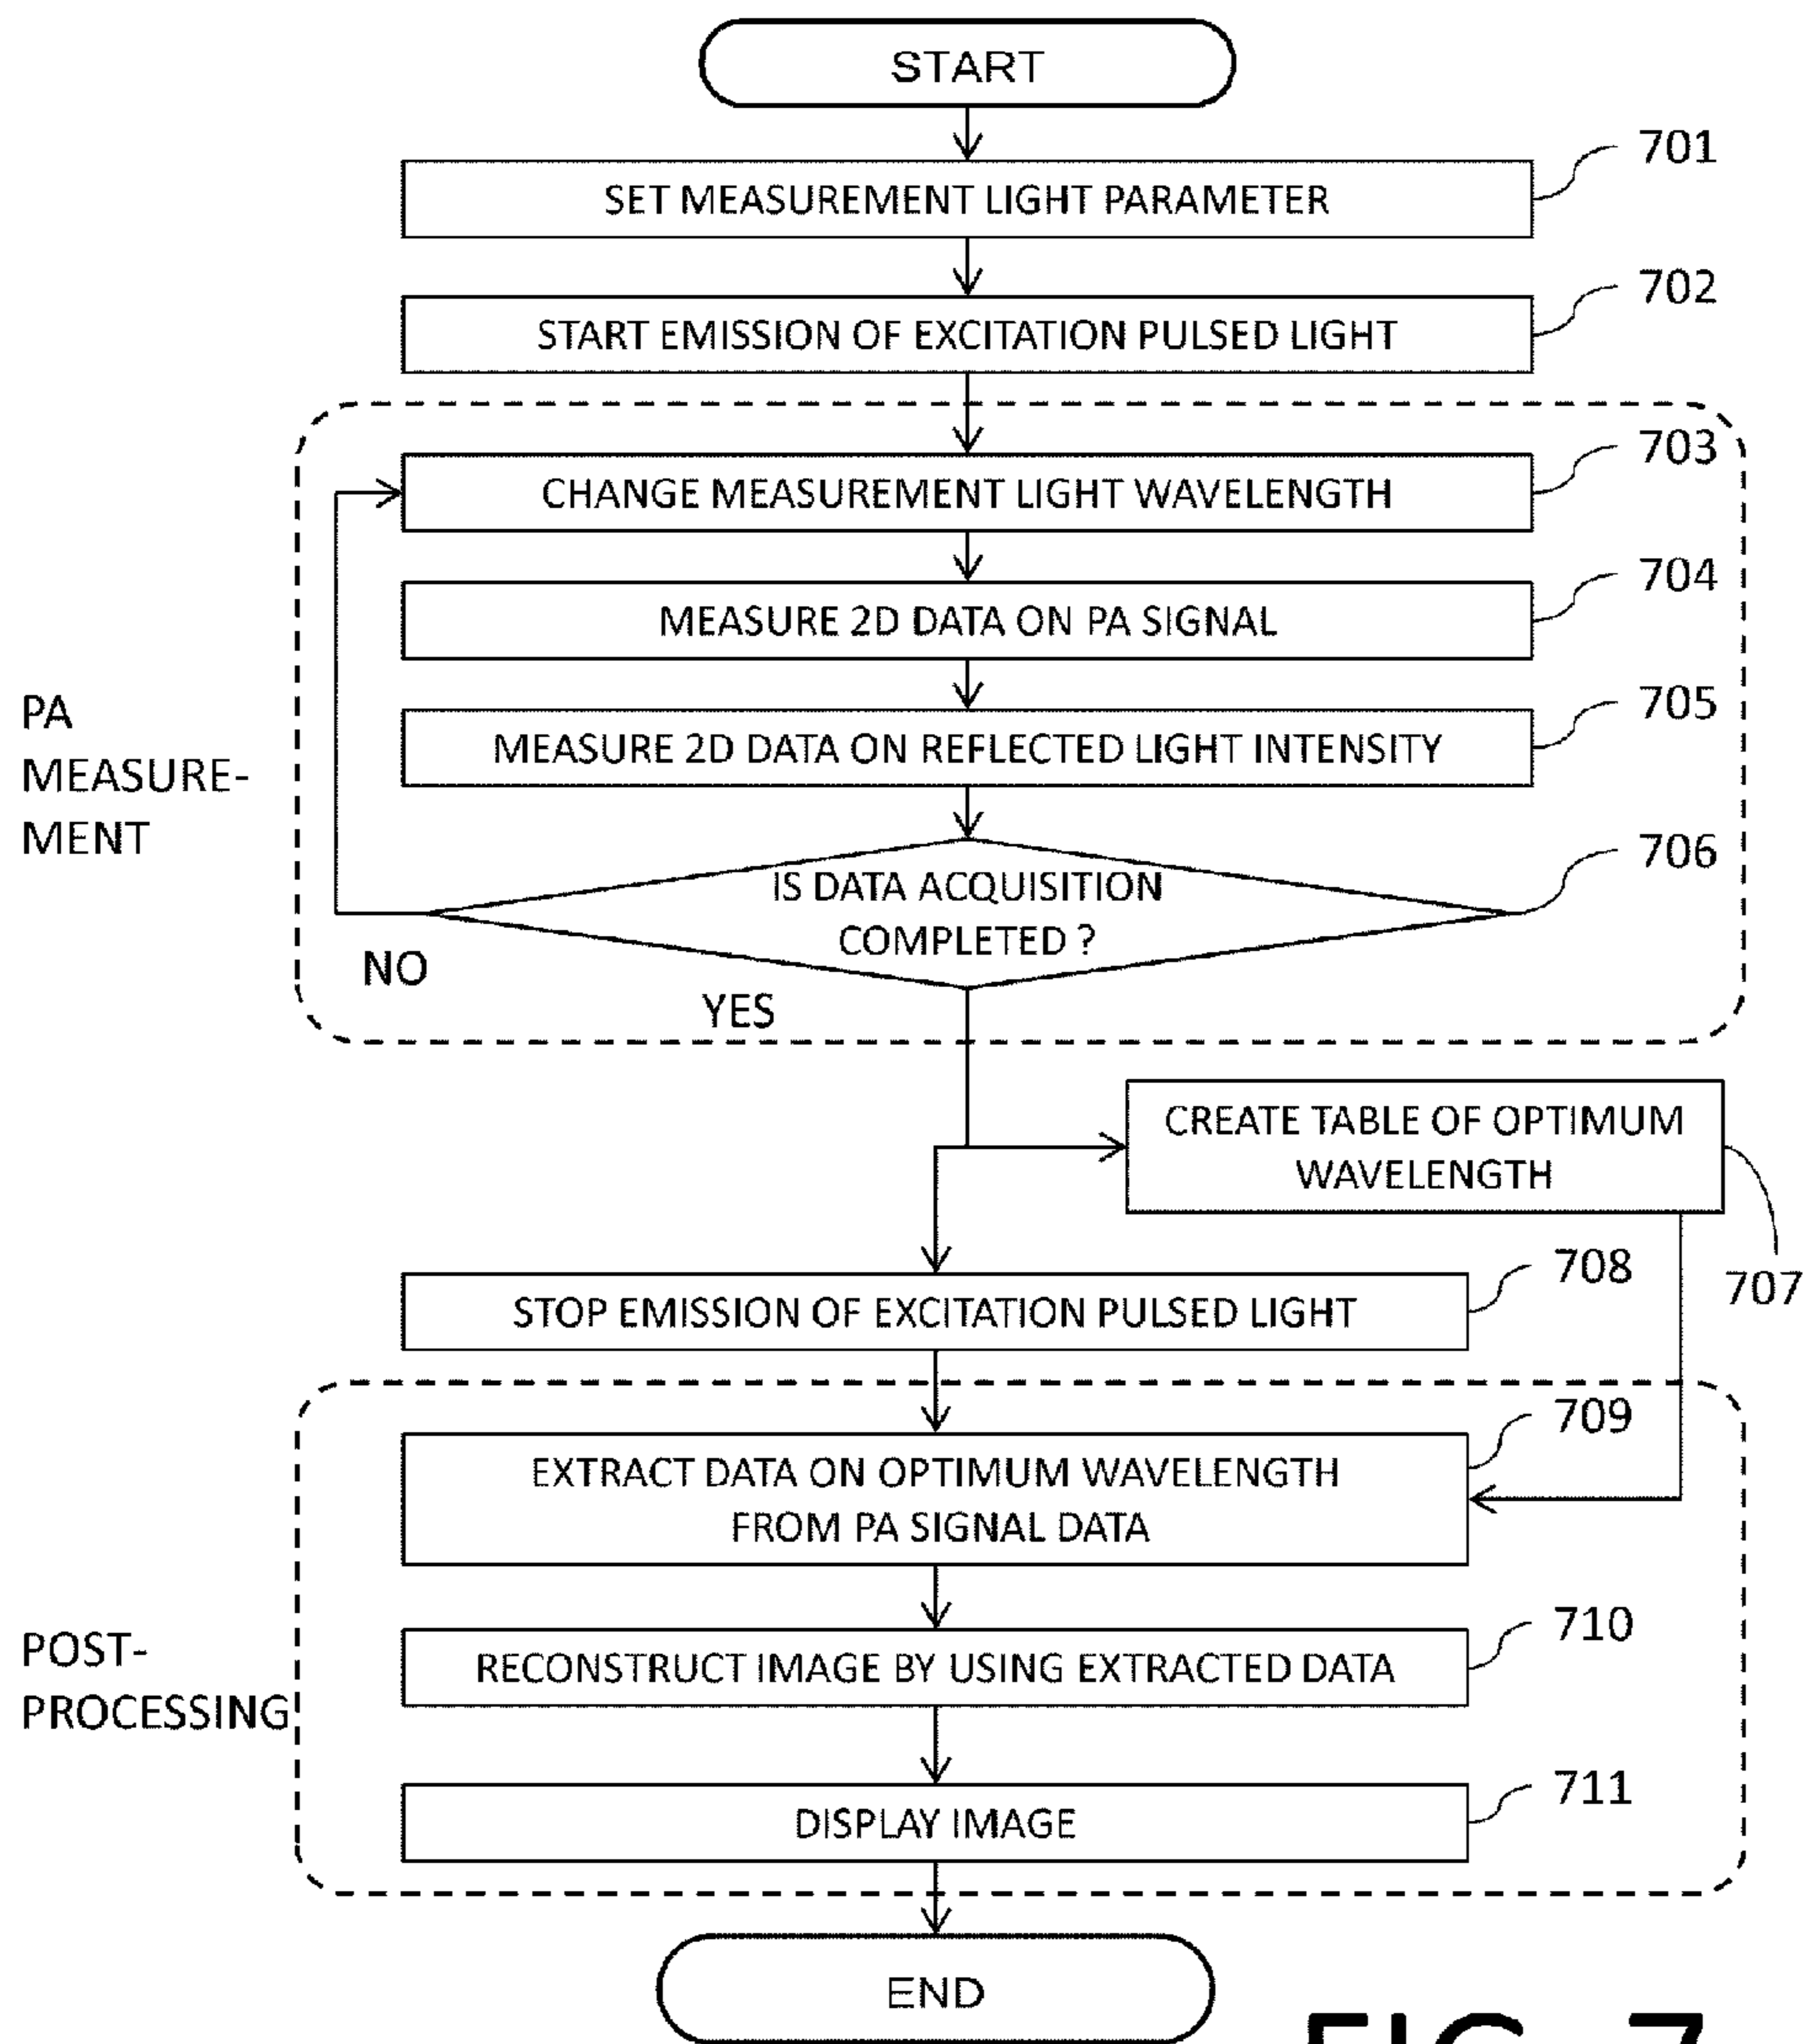 START
701
SET MEASUREMENT LIGHT PARAMETER
702
START EMISSION OF EXCITATION PULSED LIGHT
703
CHANGE MEASUREMENT LIGHT WAVELENGTH
704
MEASURE 2D DATA ON PA SIGNAL
705
MEASURE 2D DATA ON REFLECTED LIGHT INTENSITY
PA
MEASURE-
MENT
706
IS DATA ACQUISITION
COMPLETED ?
NO
YES
CREATE TABLE OF OPTIMUM
WAVELENGTH
707
708
STOP EMISSION OF EXCITATION PULSED LIGHT
709
EXTRACT DATA ON OPTIMUM WAVELENGTH
FROM PA SIGNAL DATA
POST-
PROCESSING
710
RECONSTRUCT IMAGE BY USING EXTRACTED DATA
711
DISPLAY IMAGE
END
FIG. 7